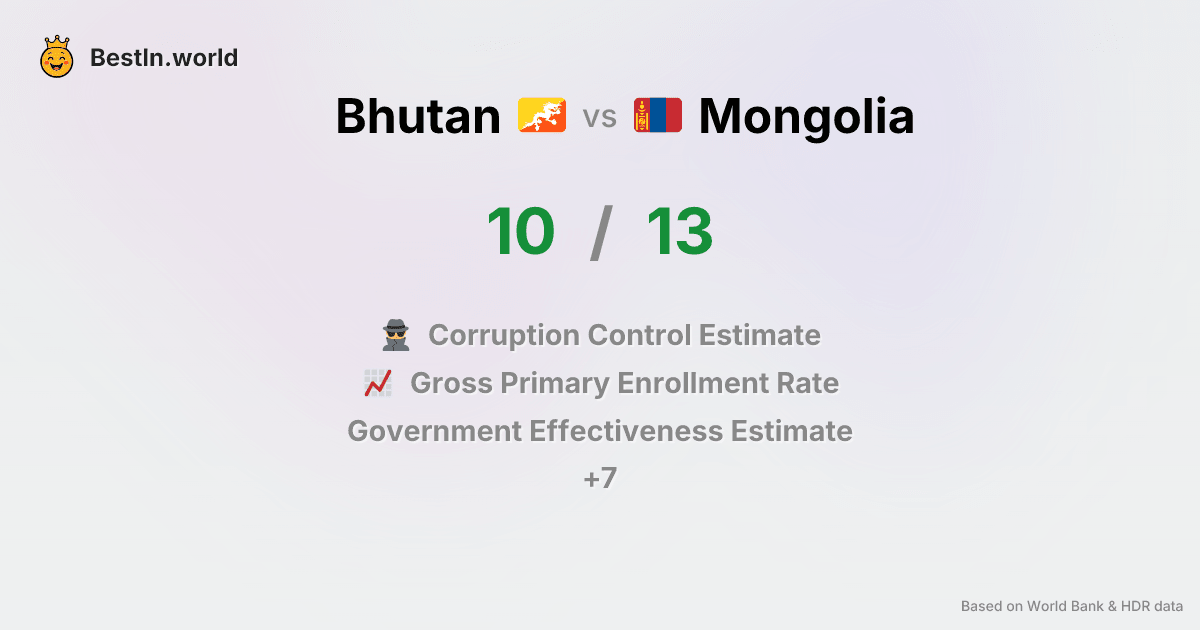 BestIn.world
Bhutan vs Mongolia
10 / 13
Corruption Control Estimate
Gross Primary Enrollment Rate
Government Effectiveness Estimate
+7
Based on World Bank & HDR data